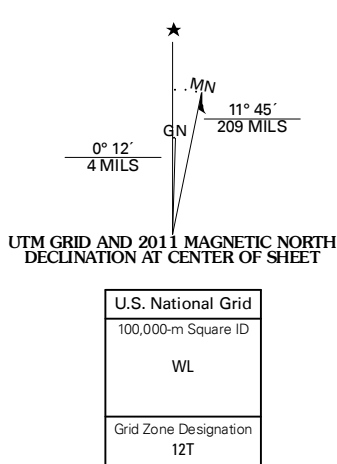 ★
MN
11° 45´
209 MILS
GN
0° 12´
4 MILS
UTM GRID AND 2011 MAGNETIC NORTH
DECLINATION AT CENTER OF SHEET
U.S. National Grid
100,000-m Square ID
WL
Grid Zone Designation
12T